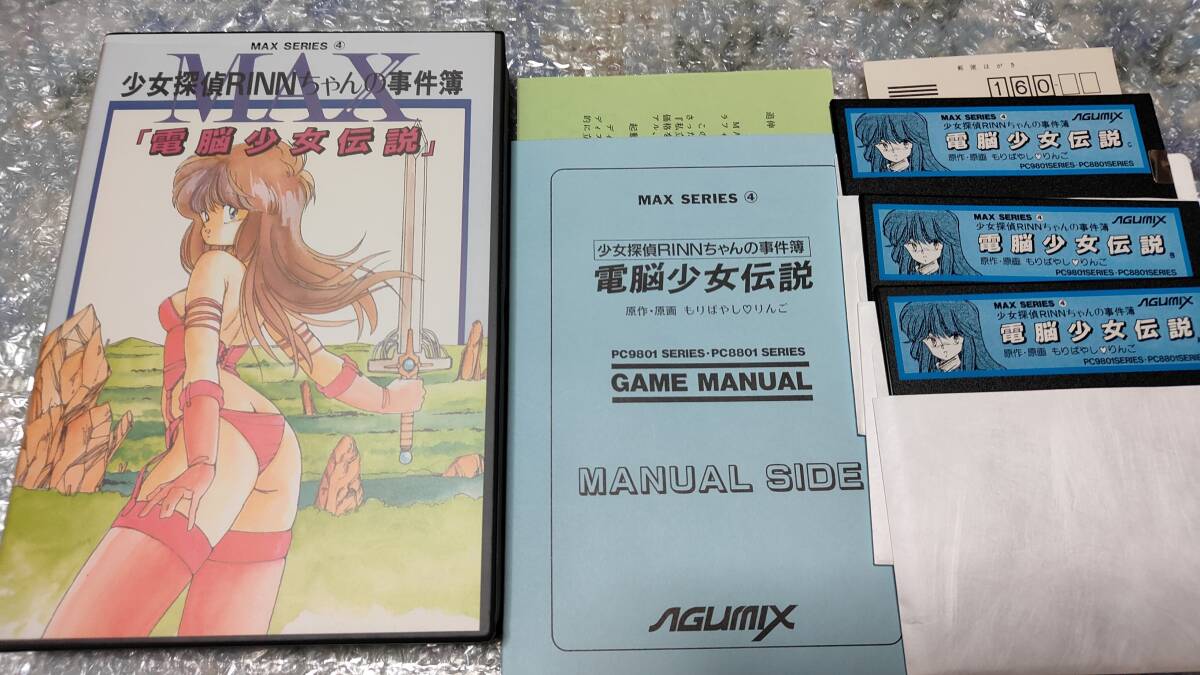 MAX SERIES ④
MAX
少女探偵RINNちゃんの事件簿
「電脳少女伝説」
追伸
MAX SERIES ④
少女探偵RINNちゃんの事件簿
電脳少女伝説
原作・原画 もりばやし♡りんご
PC9801 SERIES・PC8801 SERIES
GAME MANUAL
MANUAL SIDE
AGUMIX
郵便はがき
160
MAX SERIES ④ AGUMIX
少女探偵RINNちゃんの事件簿
電脳少女伝説 C
原作・原画 もりばやし♥りんご
PC9801SERIES・PC8801SERIES
MAX SERIES ④ AGUMIX
少女探偵RINNちゃんの事件簿
電脳少女伝説 B
原作・原画 もりばやし♥りんご
PC9801SERIES・PC8801SERIES
MAX SERIES ④ AGUMIX
少女探偵RINNちゃんの事件簿
電脳少女伝説
原作・原画 もりばやし♥りんご
PC9801SERIES・PC8801SERIES